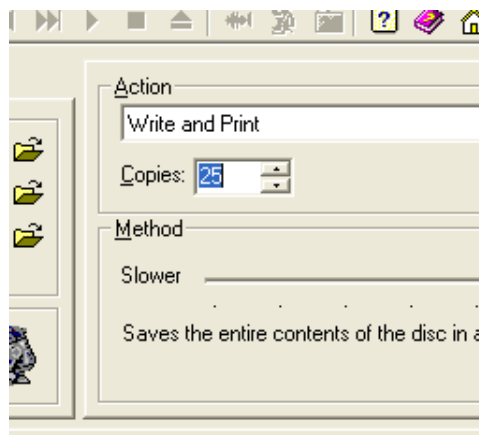 Action
Write and Print
Copies: 25
Method
Slower
Saves the entire contents of the disc in a